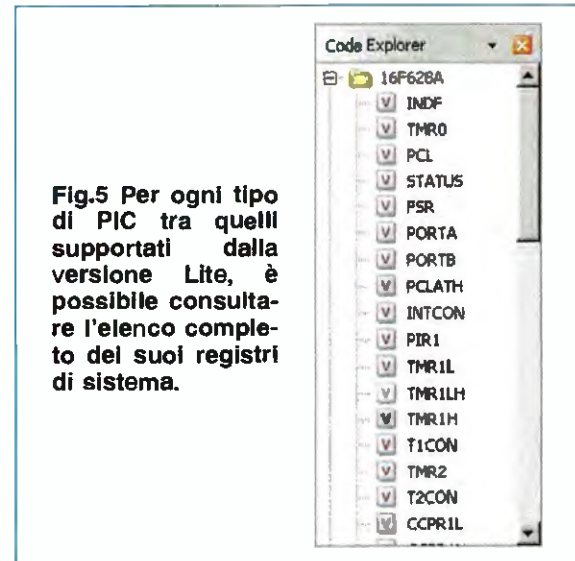 Fig.5 Per ogni tipo
di PIC tra quelli
supportati dalla
versione Lite, è
possibile consulta-
re l'elenco comple-
to dei suoi registri
di sistema.
Code Explorer
16F628A
INDF
TMR0
PCL
STATUS
FSR
PORTA
PORTB
PCLATH
INTCON
PIR1
TMR1L
TMR1LH
TMR1H
T1CON
TMR2
T2CON
CCPR1L